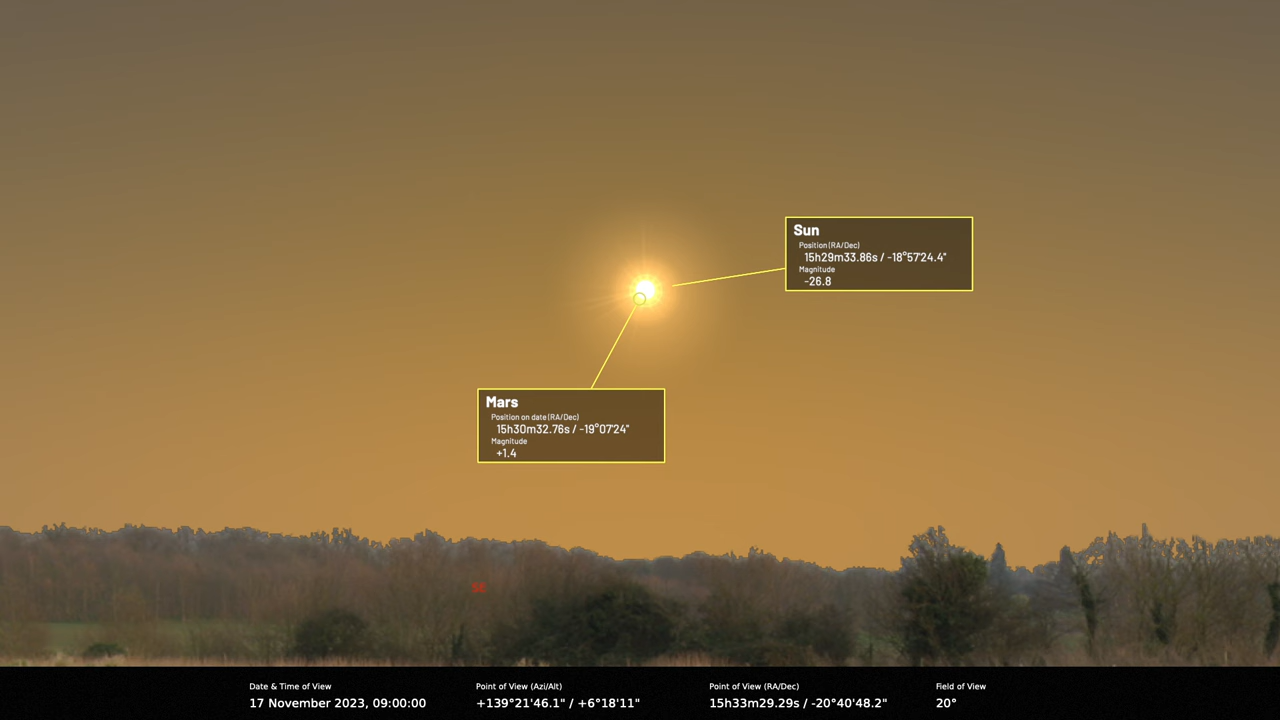 Sun
Position (RA/Dec)
15h29m33.86s / -18°57'24.4"
Magnitude
-26.8
Mars
Position on date (RA/Dec)
15h30m32.76s / -19°07'24"
Magnitude
+1.4
SE
Date & Time of View
17 November 2023, 09:00:00
Point of View (Azi/Alt)
+139°21'46.1" / +6°18'11"
Point of View (RA/Dec)
15h33m29.29s / -20°40'48.2"
Field of View
20°